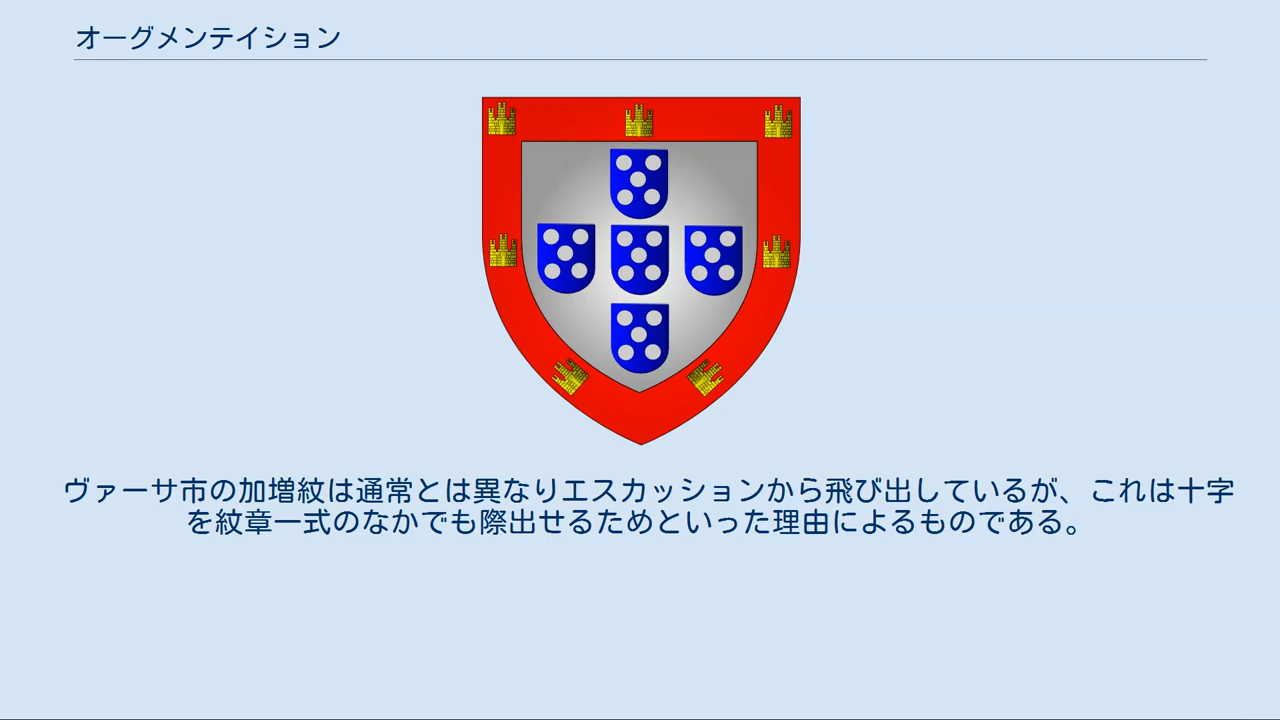 オーグメンテイション
ヴァーサ市の加増紋は通常とは異なりエスカッションから飛び出しているが、これは十字
を紋章一式のなかでも際出せるためといった理由によるものである。